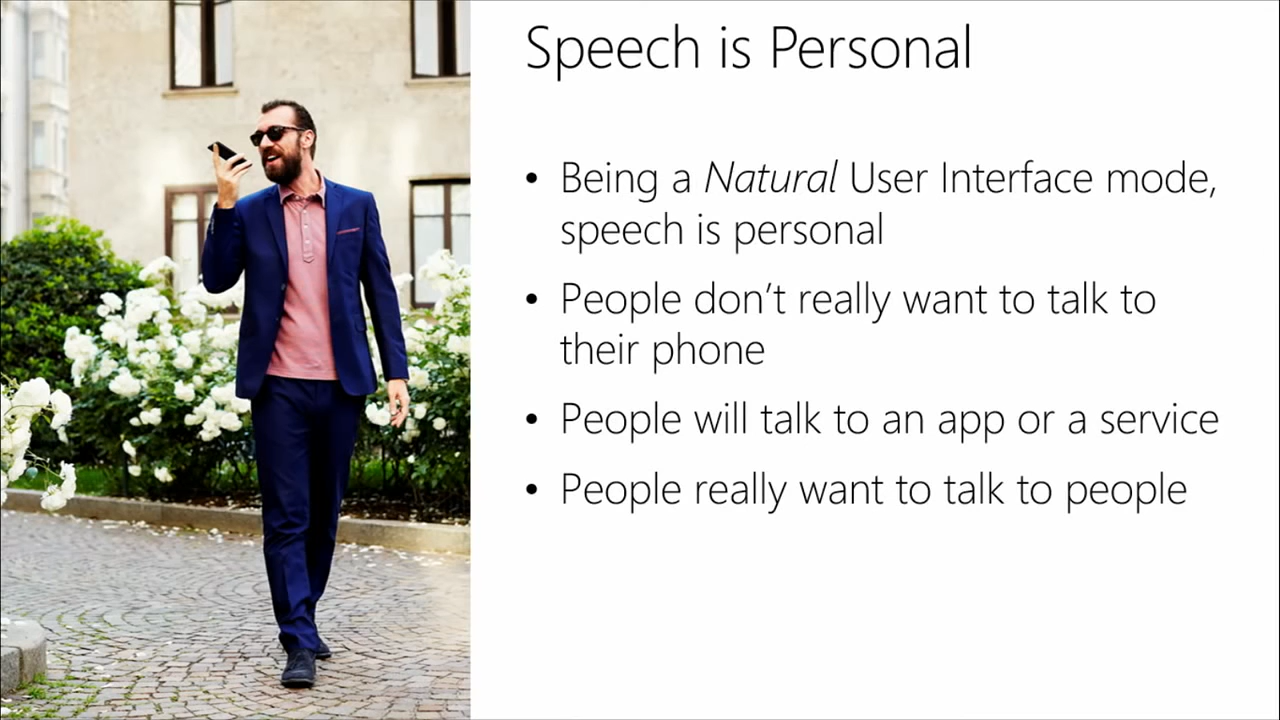 Speech is Personal
• Being a Natural User Interface mode,
speech is personal
• People don't really want to talk to
their phone
• People will talk to an app or a service
• People really want to talk to people